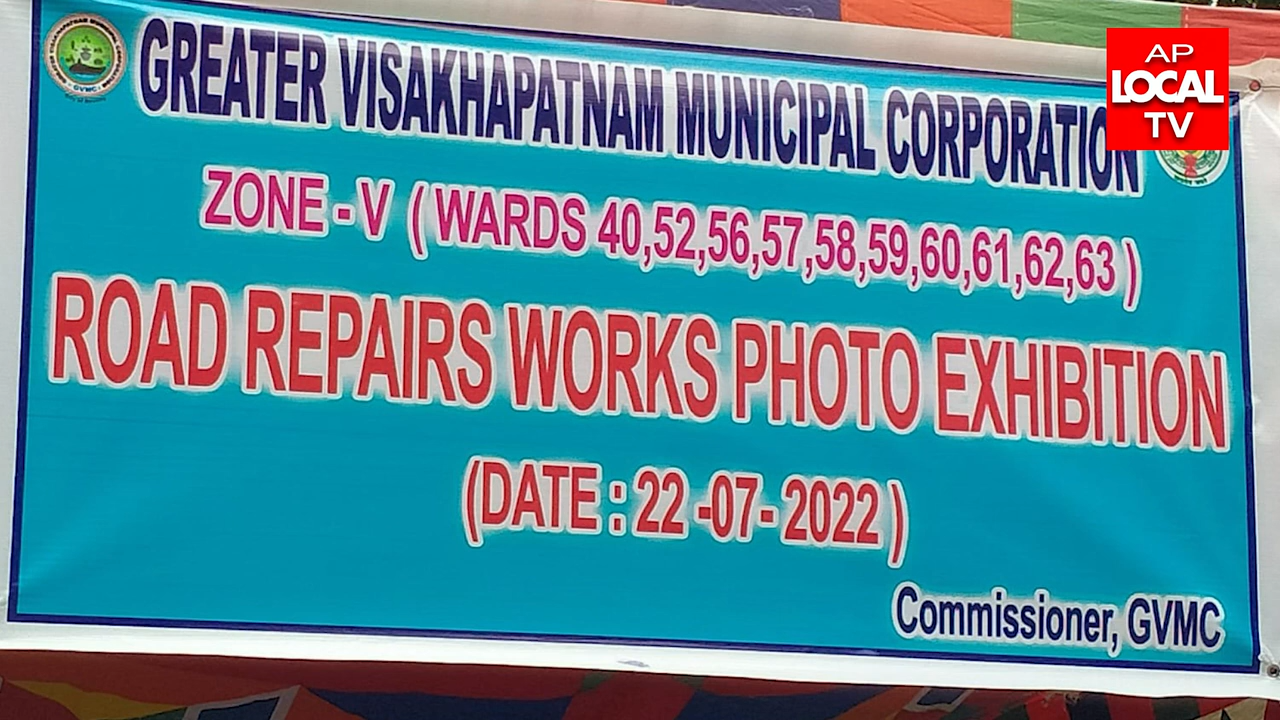 GREATER VISAKHAPATNAM MUNICIPAL CORPORATION
ZONE - V ( WARDS 40,52,56,57,58,59,60,61,62,63 )
ROAD REPAIRS WORKS PHOTO EXHIBITION
(DATE : 22 -07- 2022 )
Commissioner, GVMC
AP
LOCAL
TV